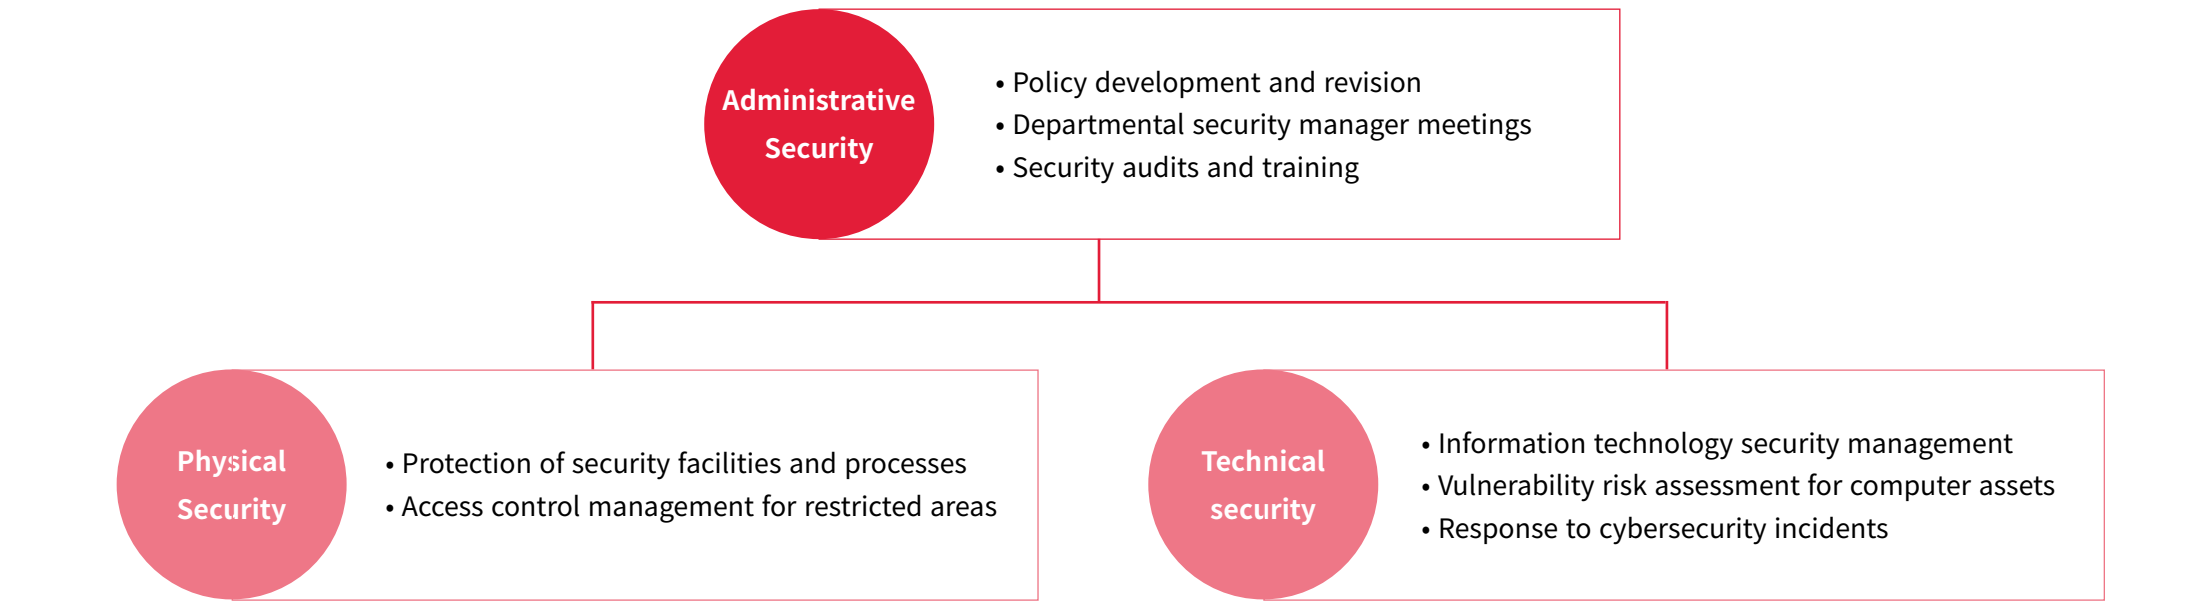 Administrative
Security
• Policy development and revision
• Departmental security manager meetings
• Security audits and training
Physical
Security
• Protection of security facilities and processes
• Access control management for restricted areas
Technical
security
• Information technology security management
• Vulnerability risk assessment for computer assets
• Response to cybersecurity incidents